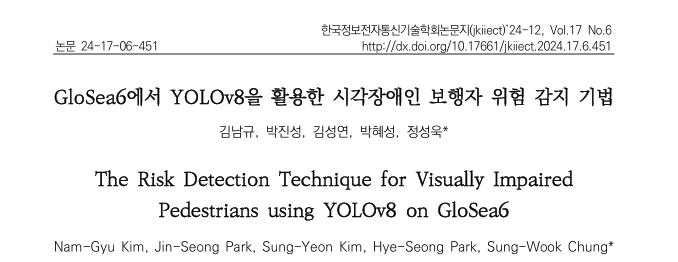 한국정보전자통신기술학회논문지(jkiiect)'24-12, Vol.17 No.6
논문 24-17-06-451
http://dx.doi.org/10.17661/jkiiect.2024.17.6.451
GloSea6에서 YOLOv8을 활용한 시각장애인 보행자 위험 감지 기법
김남규, 박진성, 김성연, 박혜성, 정성욱*
The Risk Detection Technique for Visually Impaired
Pedestrians using YOLOv8 on GloSea6
Nam-Gyu Kim, Jin-Seong Park, Sung-Yeon Kim, Hye-Seong Park, Sung-Wook Chung*